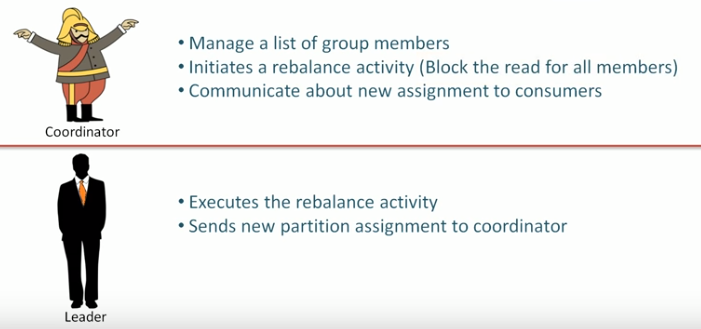 • Manage a list of group members
• Initiates a rebalance activity (Block the read for all members)
• Communicate about new assignment to consumers
Coordinator
• Executes the rebalance activity
• Sends new partition assignment to coordinator
Leader